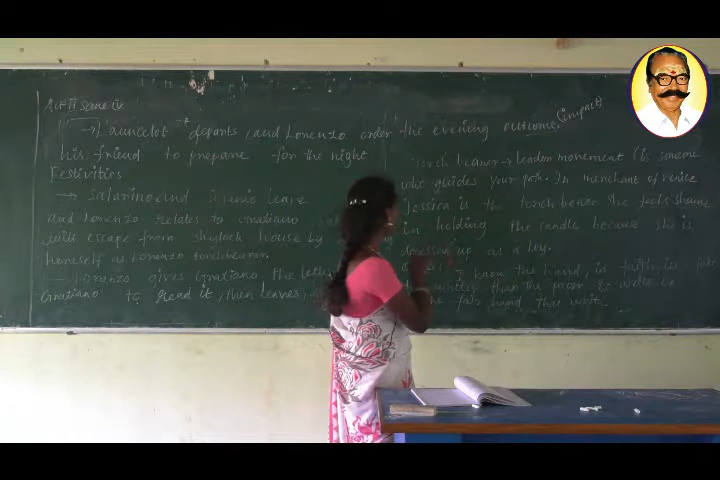 Act II Scene iv
→ Launcelot departs, and Lorenzo order
his friend to prepare for the night
Festivities
→ Salarino and Solanio leave
and Lorenzo relates to Gratiano
will escape from shylock house by
herself as Lorenzo torchbearer.
→ Lorenzo gives Gratiano the letter
Gratiano to read it, then leaves,
the evening outcome. (impact)
Torch bearer → leader movement (is someone
who guides your path. In merchant of venice
Jessica is the torch bearer she feels shame
in holding the candle because she is
dressed up as a boy.
I know the hand, in faith, is fair
than the paper it writ
the fair hand that writ.